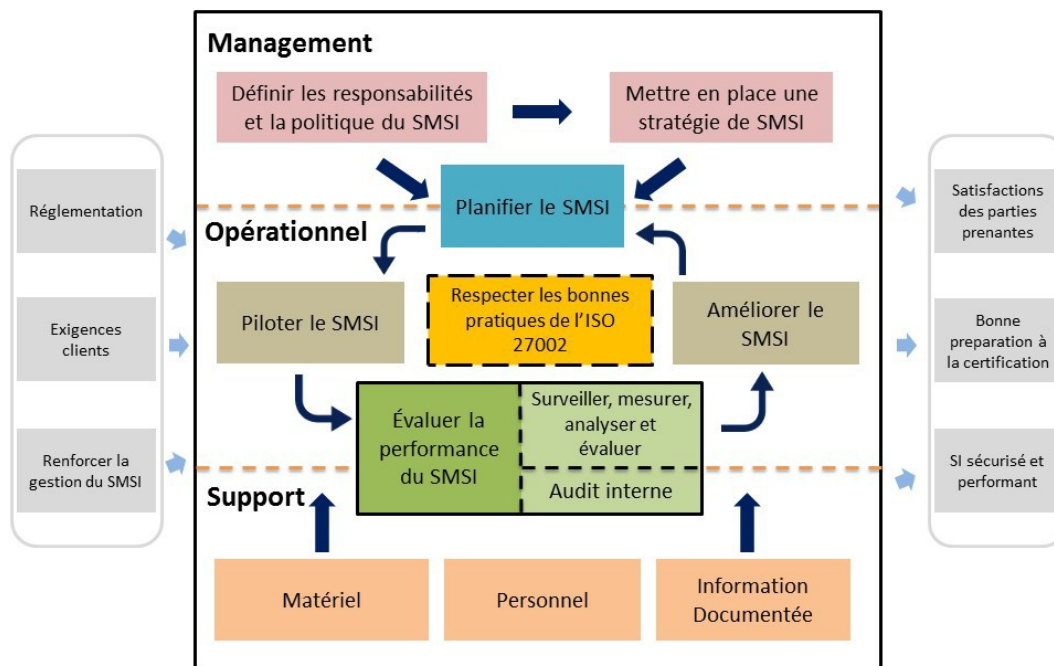 Management
Définir les responsabilités
et la politique du SMSI
Mettre en place une
stratégie de SMSI
Planifier le SMSI
Réglementation
Exigences
clients
Renforcer la
gestion du SMSI
Opérationnel
Piloter le SMSI
Respecter les bonnes
pratiques de l'ISO
27002
Améliorer le
SMSI
Évaluer la
performance
du SMSI
Surveiller, mesurer,
analyser et
évaluer
Audit interne
Support
Matériel
Personnel
Information
Documentée
Satisfactions
des parties
prenantes
Bonne
preparation à
la certification
SI sécurisé et
performant